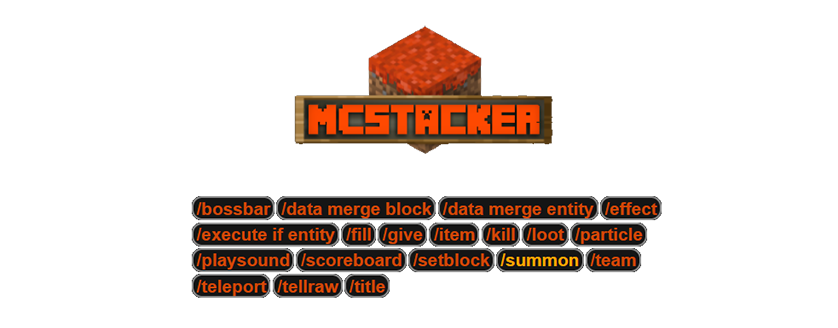 MCSTACKER
/bossbar /data merge block /data merge entity /effect
/execute if entity /fill /give /item /kill /loot /particle
/playsound /scoreboard /setblock /summon /team
/teleport /tellraw /title